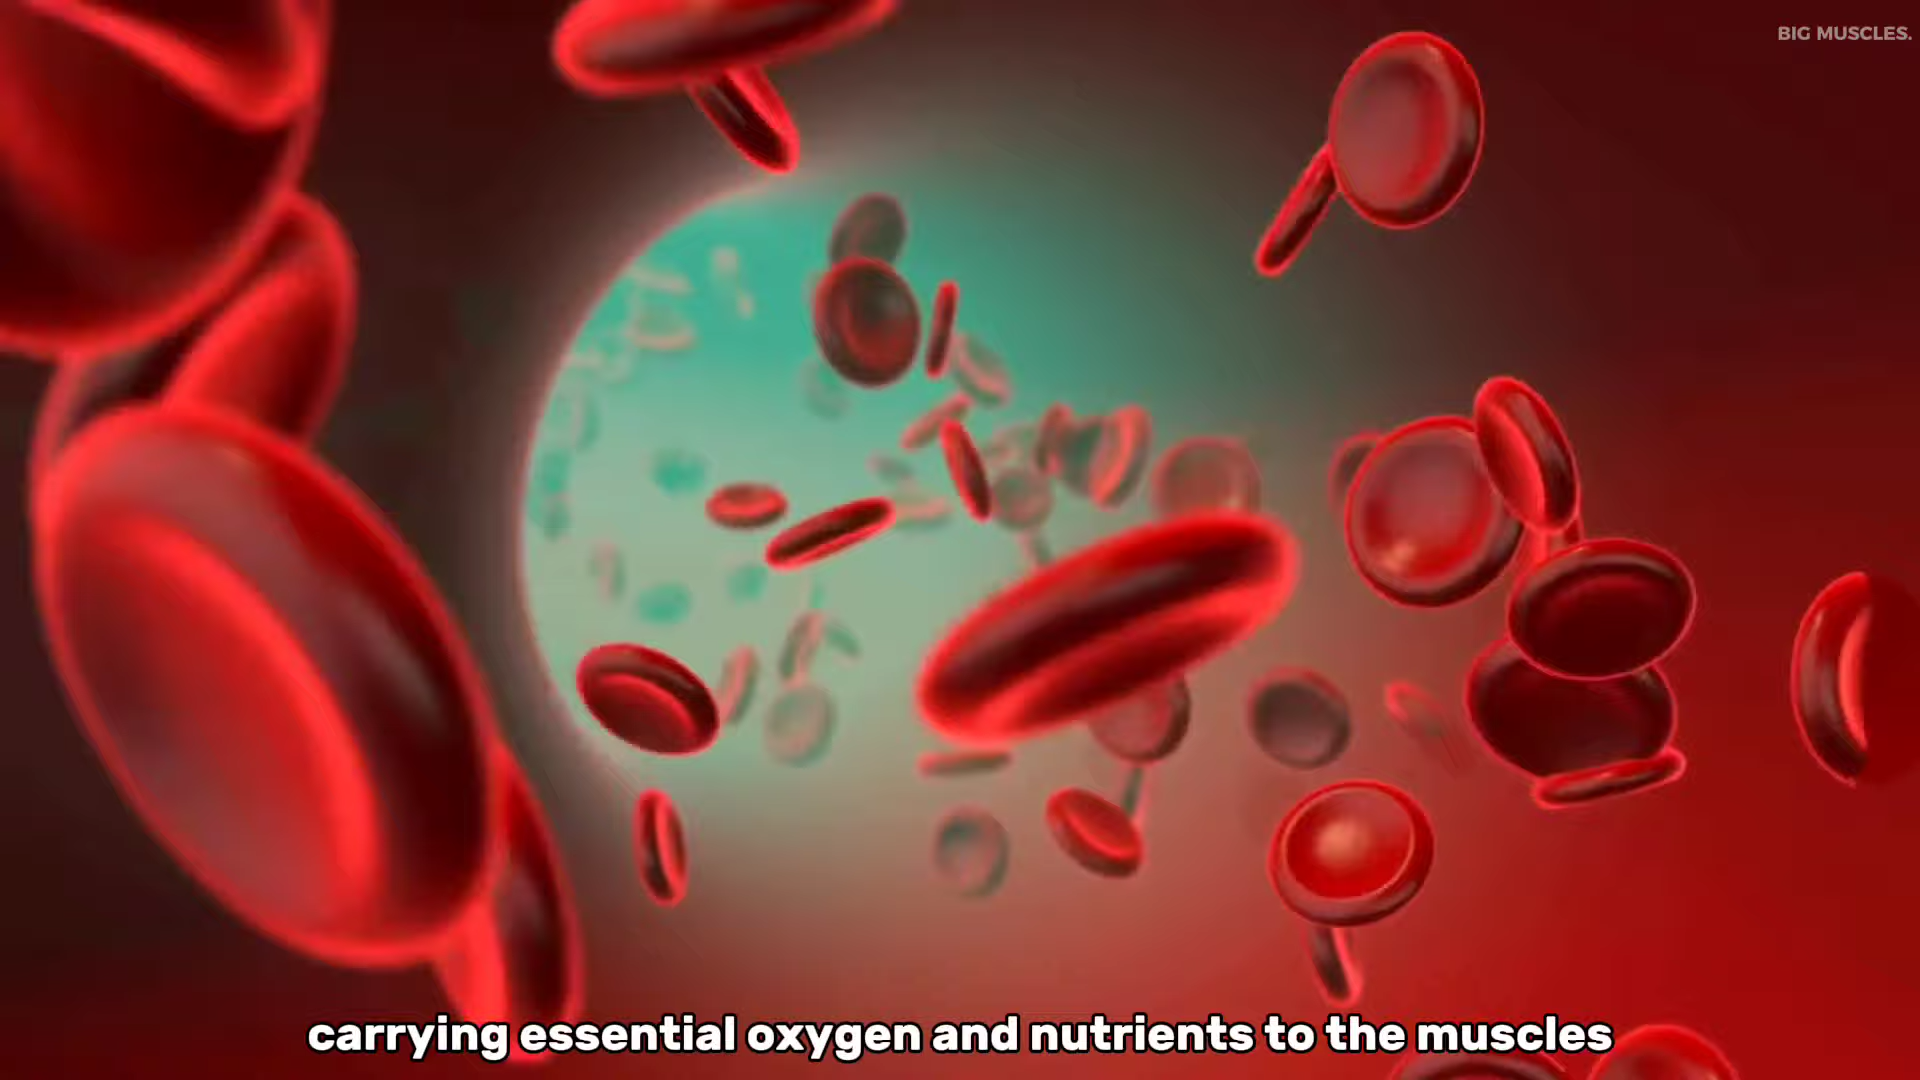 BIG MUSCLES.
carrying essential oxygen and nutrients to the muscles